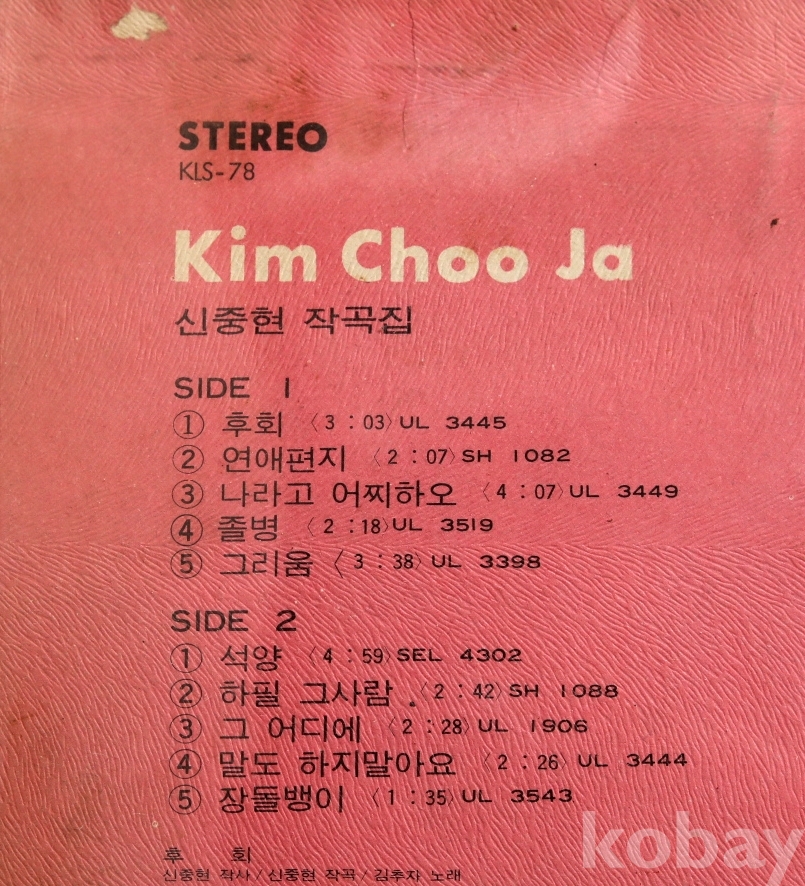 STEREO
KLS-78
Kim Choo Ja
신중현 작곡집
SIDE 1
① 후회 〈3 : 03〉UL 3445
② 연애편지 〈2 : 07〉SH 1082
③ 나라고 어찌하오 〈4 : 07〉UL 3449
④ 졸병 〈2 : 18〉UL 3519
⑤ 그리움 〈3 : 38〉UL 3398
SIDE 2
① 석양 〈4 : 59〉SEL 4302
② 하필 그사람 〈2 : 42〉SH 1088
③ 그 어디에 〈2 : 28〉UL 1906
④ 말도 하지말아요 〈2 : 26〉UL 3444
⑤ 장돌뱅이 〈1 : 35〉UL 3543
후 회
신중현 작사/신중현 작곡/김추자 노래
kobay